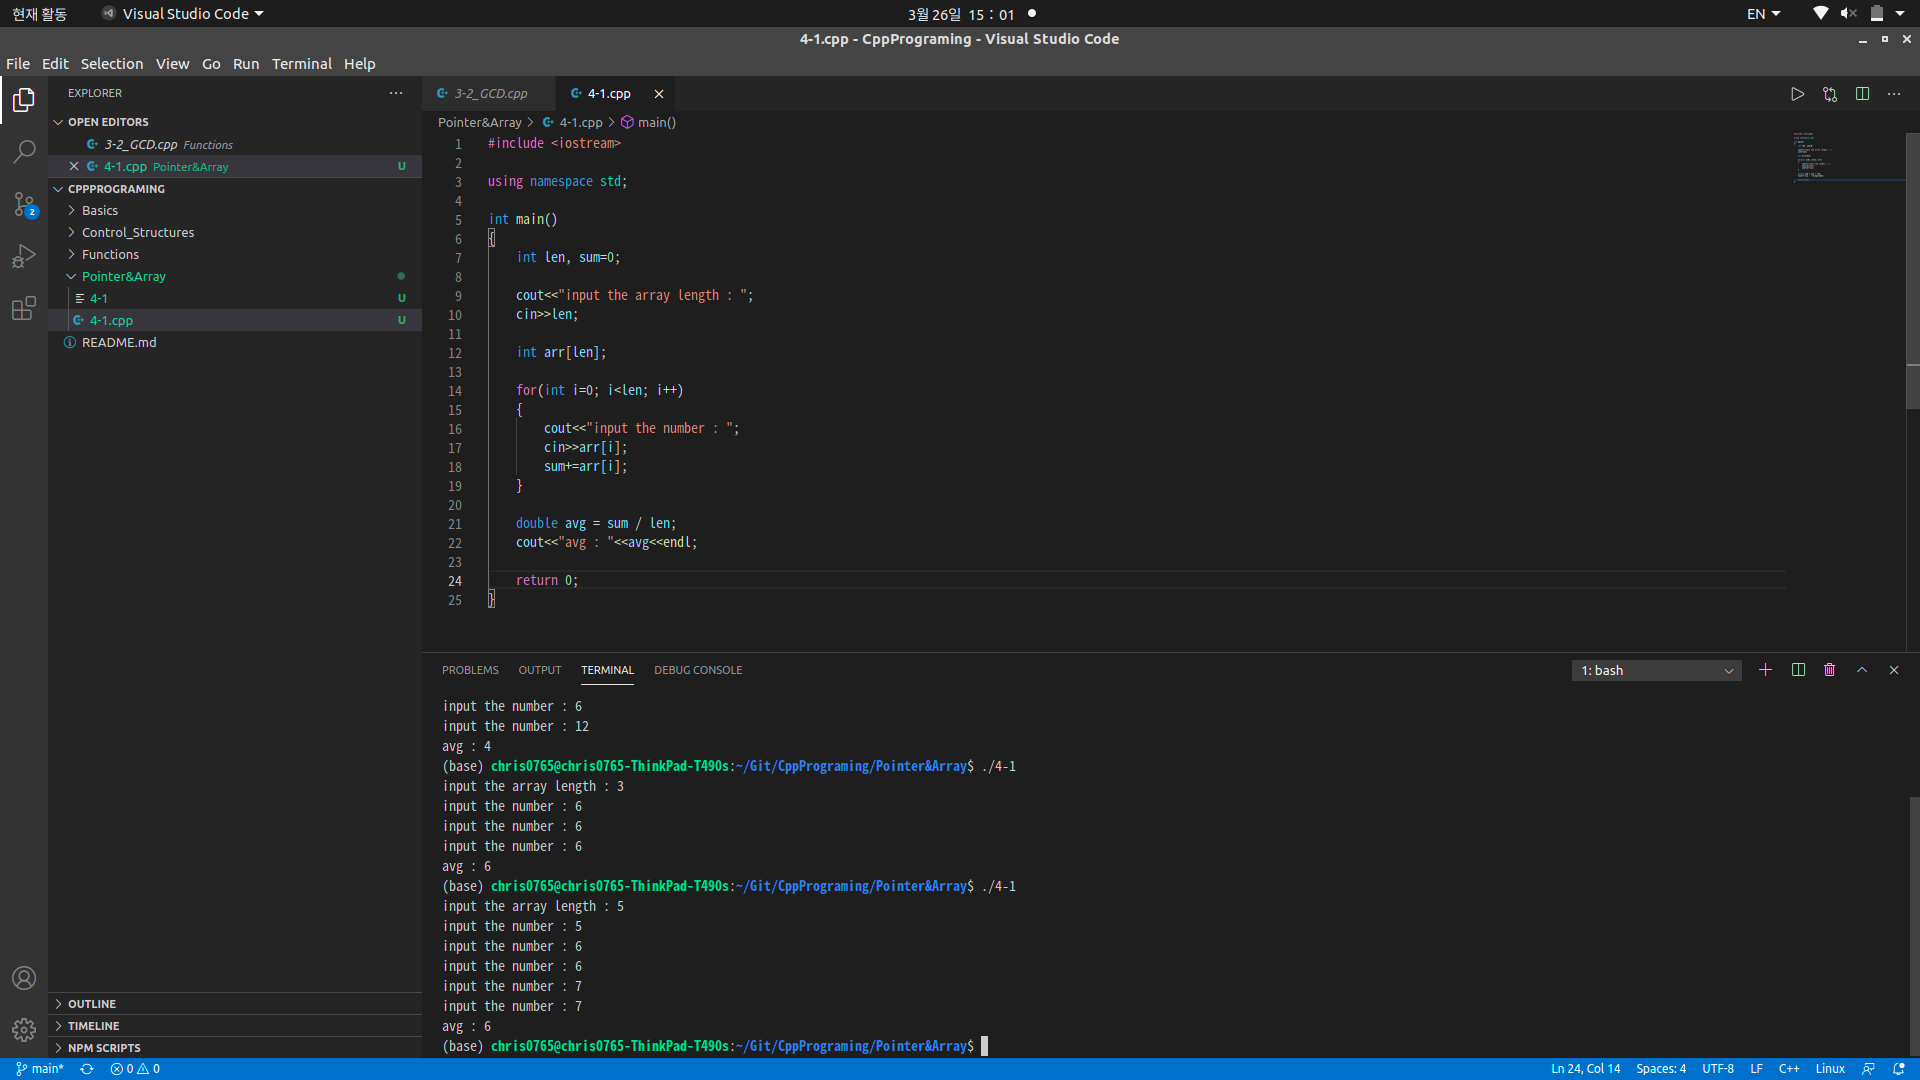 현재 활동 Visual Studio Code 3월 26일 15 : 01 EN
4-1.cpp - CppPrograming - Visual Studio Code
File Edit Selection View Go Run Terminal Help
EXPLORER
OPEN EDITORS
3-2_GCD.cpp Functions
4-1.cpp Pointer&Array U
CPPPROGRAMING
Basics
Control_Structures
Functions
Pointer&Array
4-1 U
4-1.cpp U
README.md
2
OUTLINE
TIMELINE
NPM SCRIPTS
3-2_GCD.cpp 4-1.cpp
Pointer&Array > 4-1.cpp > main()
1 #include <iostream>
2
3 using namespace std;
4
5 int main()
6 {
7 int len, sum=0;
8
9 cout<<"input the array length : ";
10 cin>>len;
11
12 int arr[len];
13
14 for(int i=0; i<len; i++)
15 {
16 cout<<"input the number : ";
17 cin>>arr[i];
18 sum+=arr[i];
19 }
20
21 double avg = sum / len;
22 cout<<"avg : "<<avg<<endl;
23
24 return 0;
25 }
PROBLEMS OUTPUT TERMINAL DEBUG CONSOLE 1: bash
input the number : 6
input the number : 12
avg : 4
(base) chris0765@chris0765-ThinkPad-T490s:~/Git/CppPrograming/Pointer&Array$ ./4-1
input the array length : 3
input the number : 6
input the number : 6
input the number : 6
avg : 6
(base) chris0765@chris0765-ThinkPad-T490s:~/Git/CppPrograming/Pointer&Array$ ./4-1
input the array length : 5
input the number : 5
input the number : 6
input the number : 6
input the number : 7
input the number : 7
avg : 6
(base) chris0765@chris0765-ThinkPad-T490s:~/Git/CppPrograming/Pointer&Array$
main* 0 0 Ln 24, Col 14 Spaces: 4 UTF-8 LF C++ Linux